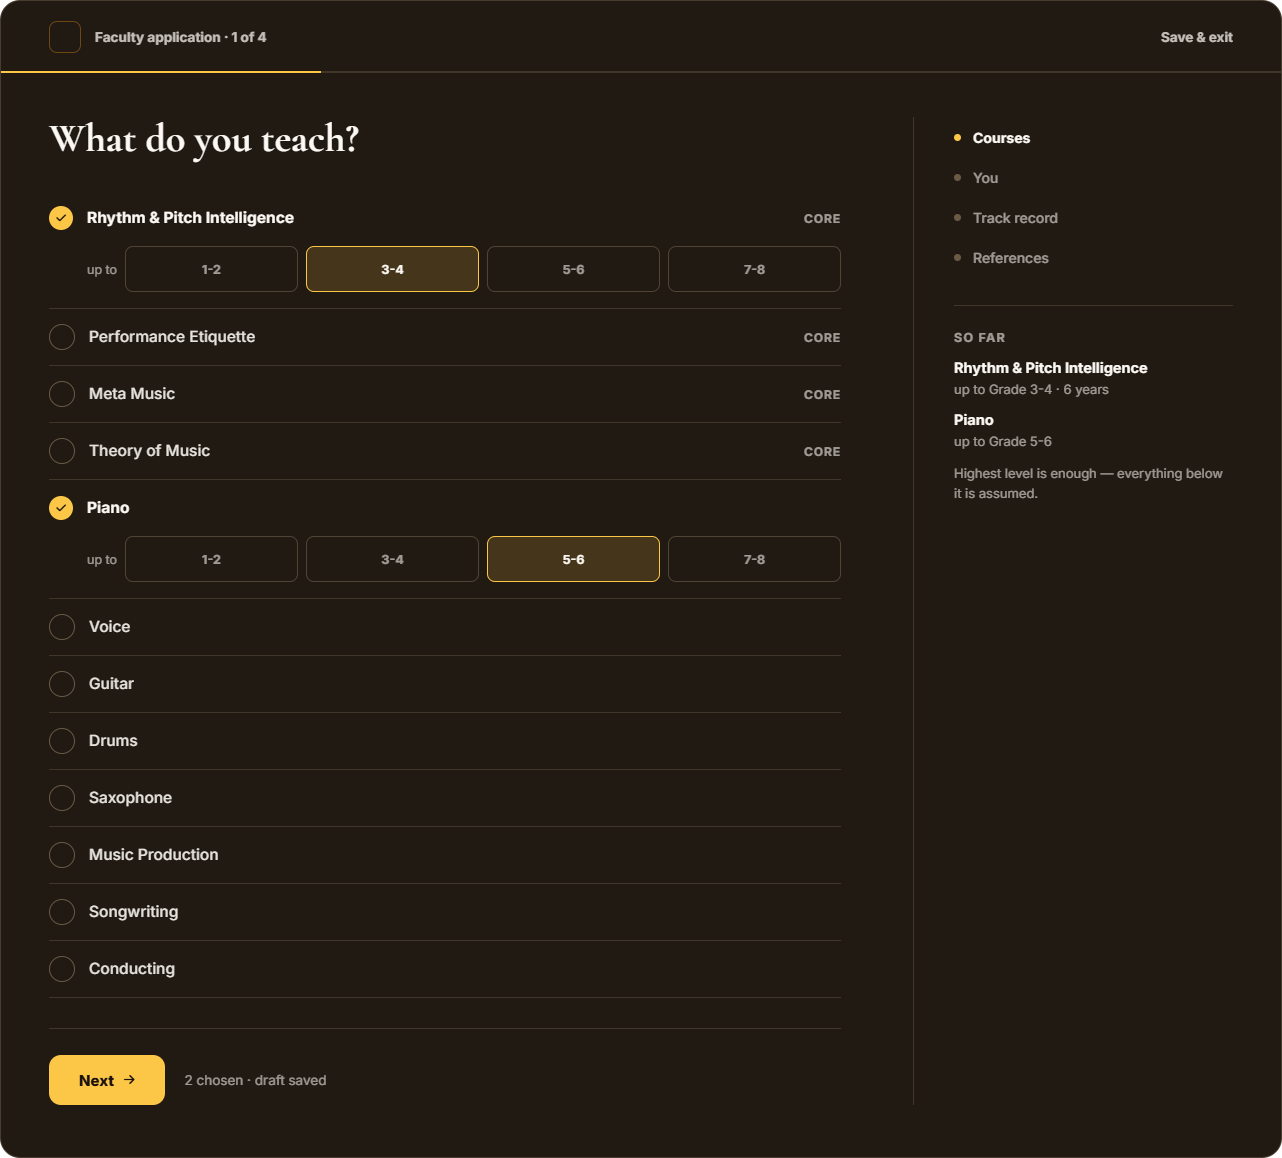 Faculty application · 1 of 4
Save & exit
What do you teach?
Rhythm & Pitch Intelligence
CORE
up to
1-2
3-4
5-6
7-8
Performance Etiquette
CORE
Meta Music
CORE
Theory of Music
CORE
Piano
up to
1-2
3-4
5-6
7-8
Voice
Guitar
Drums
Saxophone
Music Production
Songwriting
Conducting
Next →
2 chosen · draft saved
Courses
You
Track record
References
SO FAR
Rhythm & Pitch Intelligence
up to Grade 3-4 · 6 years
Piano
up to Grade 5-6
Highest level is enough — everything below
it is assumed.